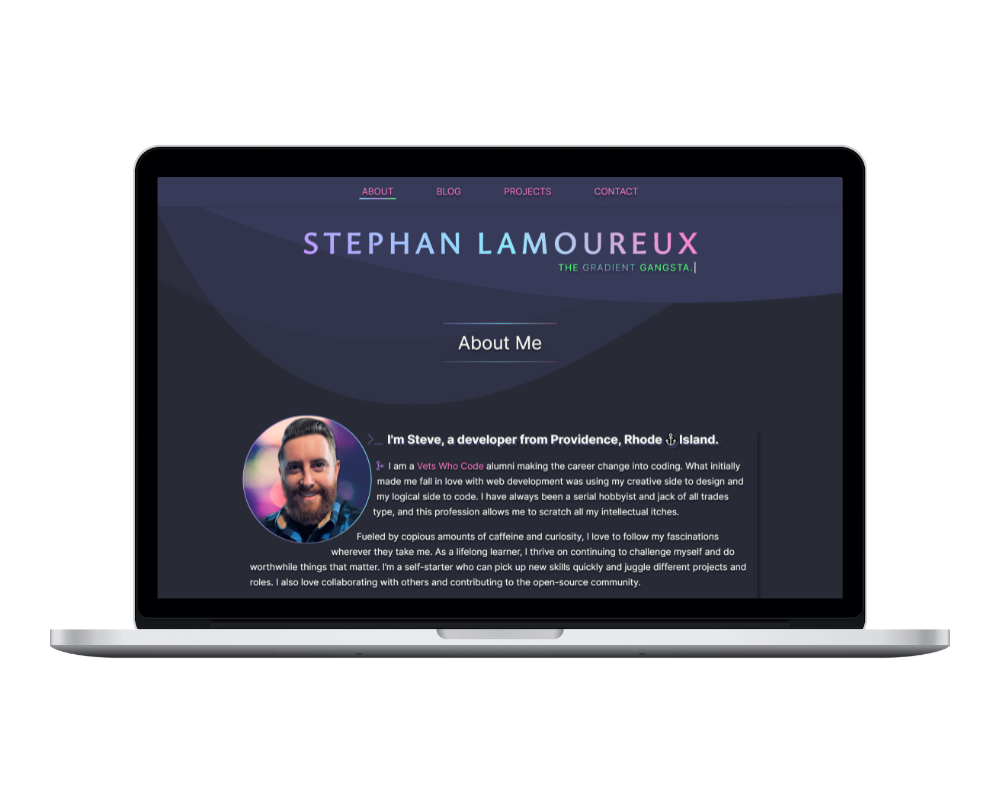 ABOUT BLOG PROJECTS CONTACT
STEPHAN LAMOUREUX
THE GRADIENT GANGSTA.
About Me
I'm Steve, a developer from Providence, Rhode ⚓ Island.
I am a Vets Who Code alumni making the career change into coding. What initially
made me fall in love with web development was using my creative side to design and
my logical side to code. I have always been a serial hobbyist and jack of all trades
type, and this profession allows me to scratch all my intellectual itches.
Fueled by copious amounts of caffeine and curiosity, I love to follow my fascinations
wherever they take me. As a lifelong learner, I thrive on continuing to challenge myself and do
worthwhile things that matter. I'm a self-starter who can pick up new skills quickly and juggle different projects and
roles. I also love collaborating with others and contributing to the open-source community.